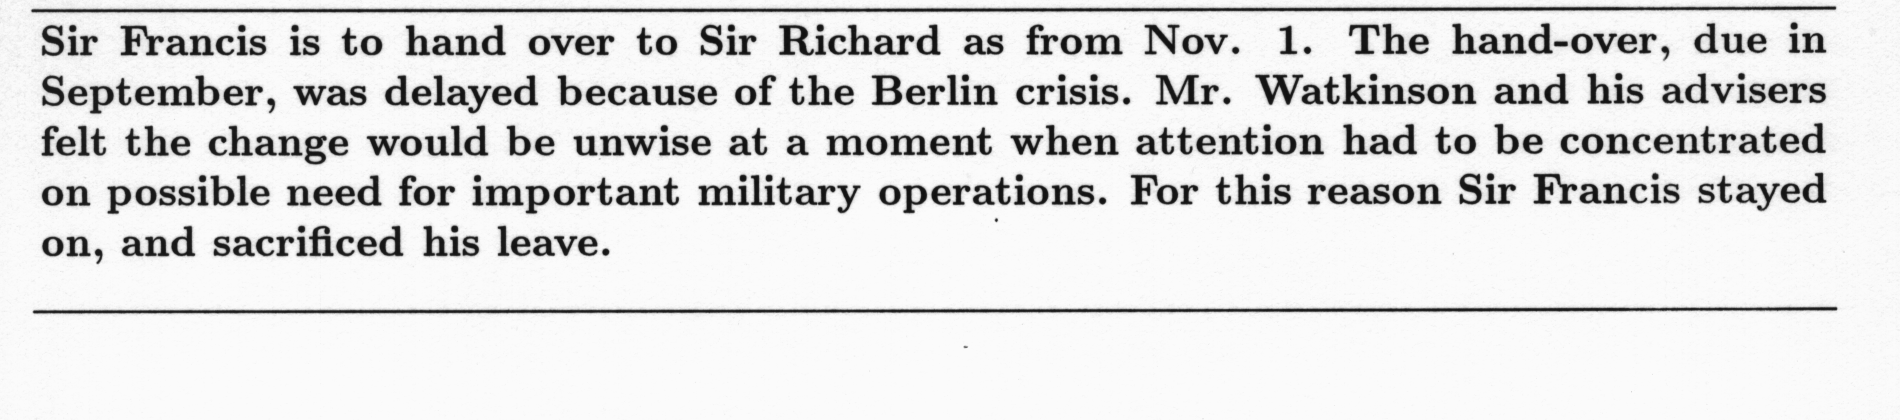 Sir Francis is to hand over to Sir Richard as from Nov. 1. The hand-over, due in
September, was delayed because of the Berlin crisis. Mr. Watkinson and his advisers
felt the change would be unwise at a moment when attention had to be concentrated
on possible need for important military operations. For this reason Sir Francis stayed
on, and sacrificed his leave.